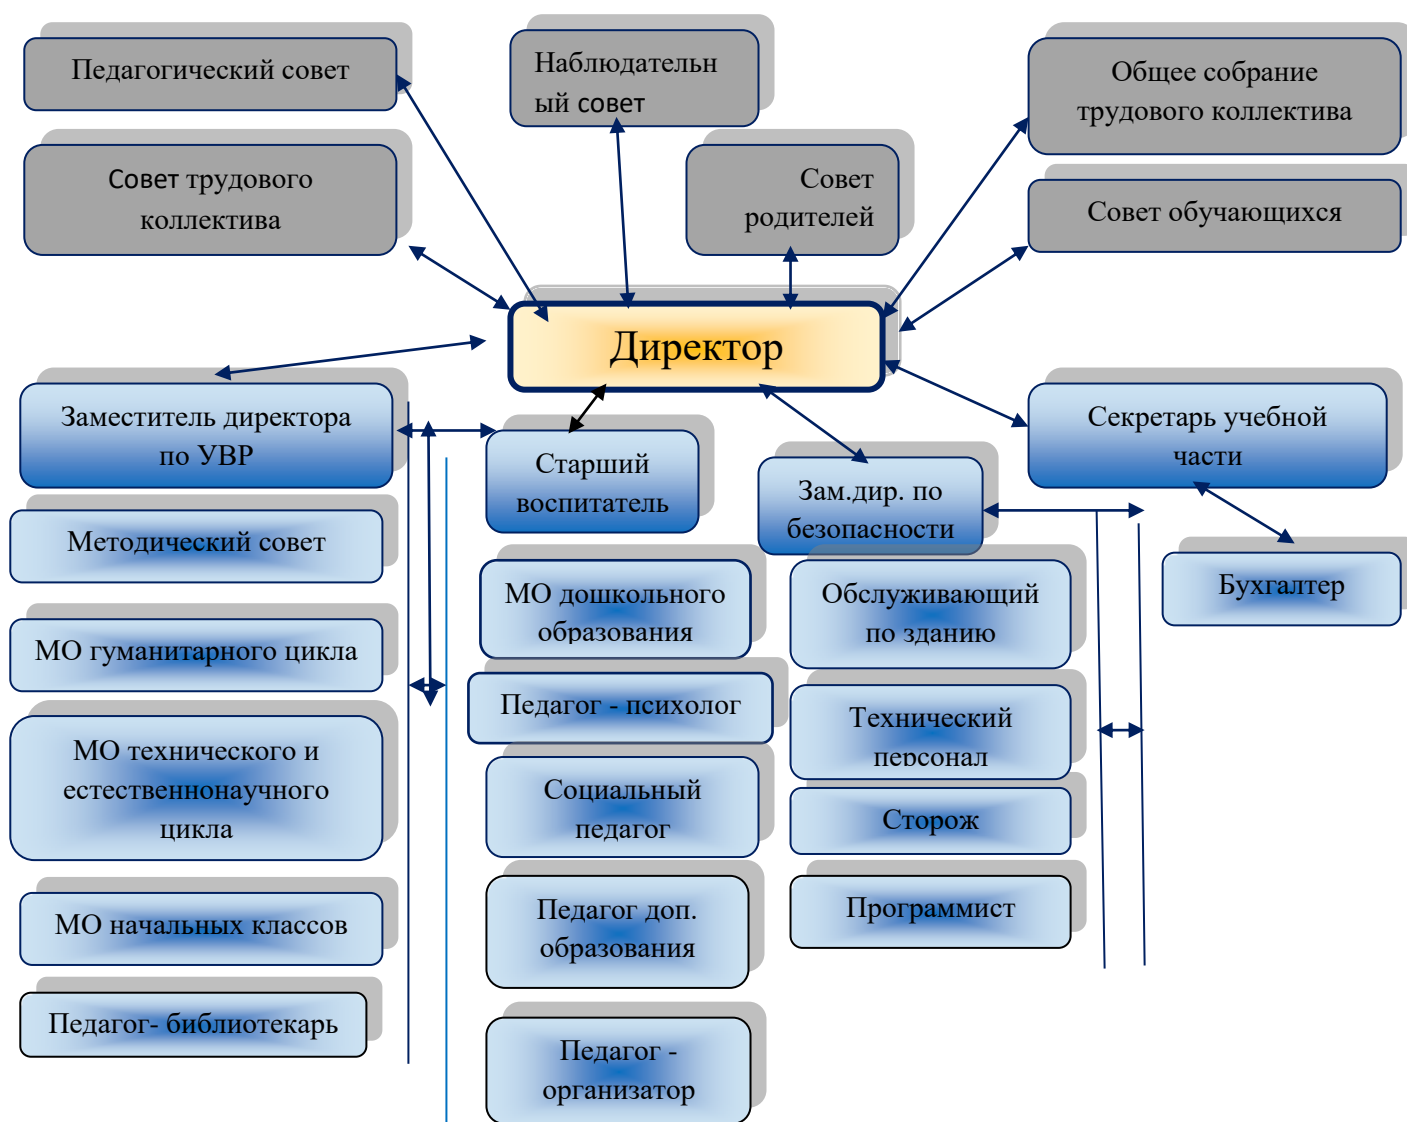 Педагогический совет
Наблюдательн
ый совет
Общее собрание
трудового коллектива
Совет трудового
коллектива
Совет
родителей
Совет обучающихся
Директор
Заместитель директора
по УВР
Старший
воспитатель
Зам.дир. по
безопасности
Секретарь учебной
части
Методический совет
МО гуманитарного цикла
МО технического и
естественнонаучного
цикла
МО начальных классов
Педагог- библиотекарь
МО дошкольного
образования
Педагог - психолог
Социальный
педагог
Педагог доп.
образования
Педагог -
организатор
Обслуживающий
по зданию
Технический
персонал
Сторож
Программист
Бухгалтер